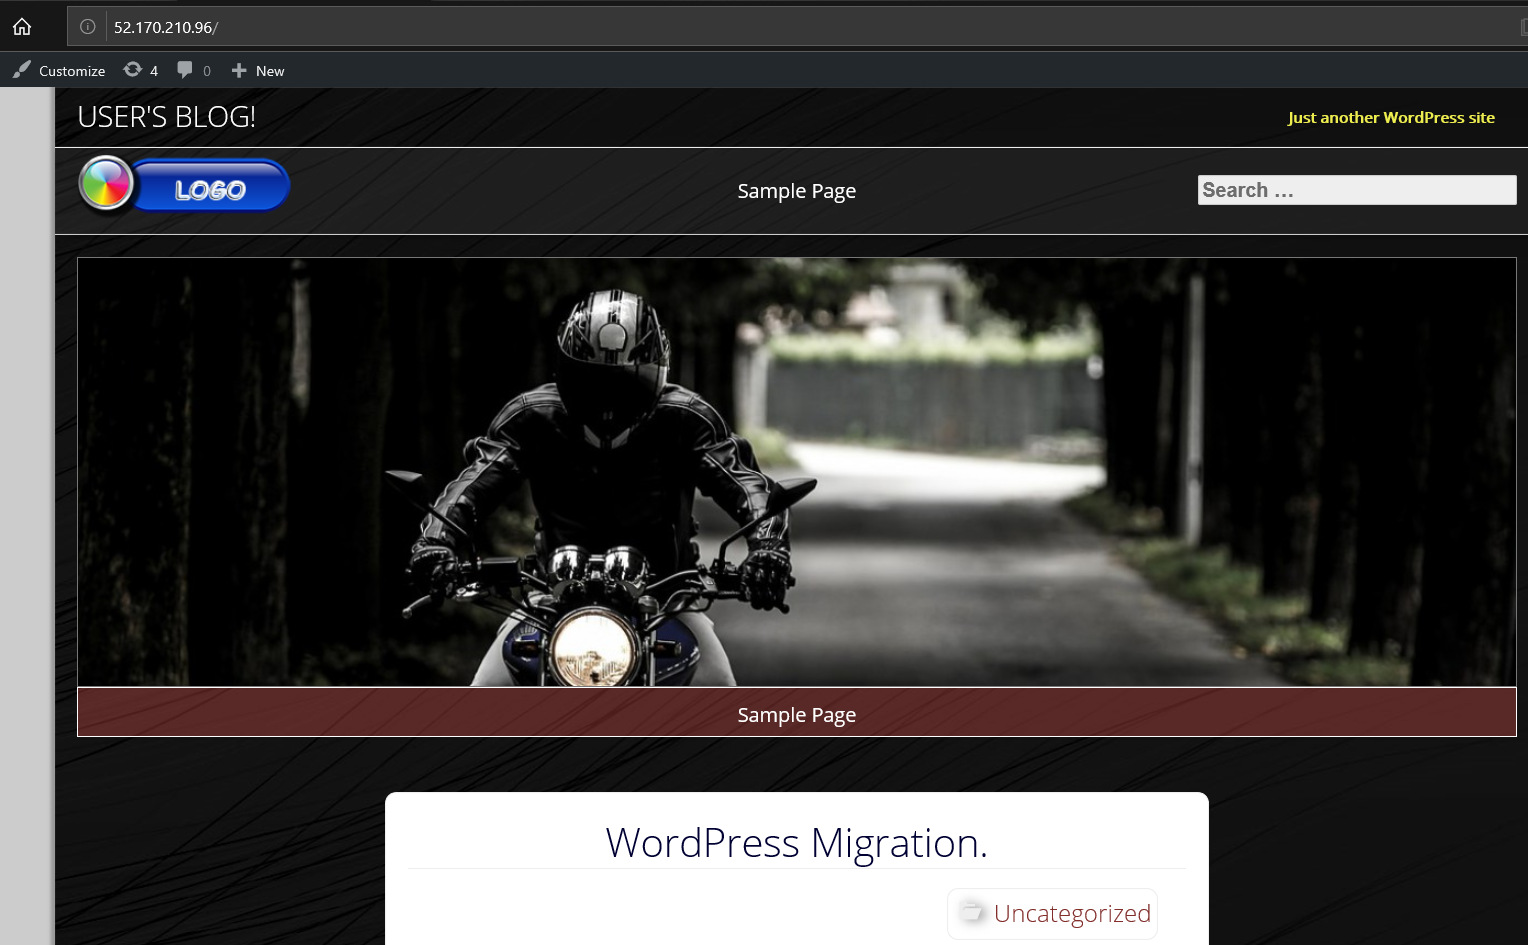 52.170.210.96/
Customize 4 0 New
USER'S BLOG!
Just another WordPress site
LOGO
Sample Page
Search ...
Sample Page
WordPress Migration.
Uncategorized